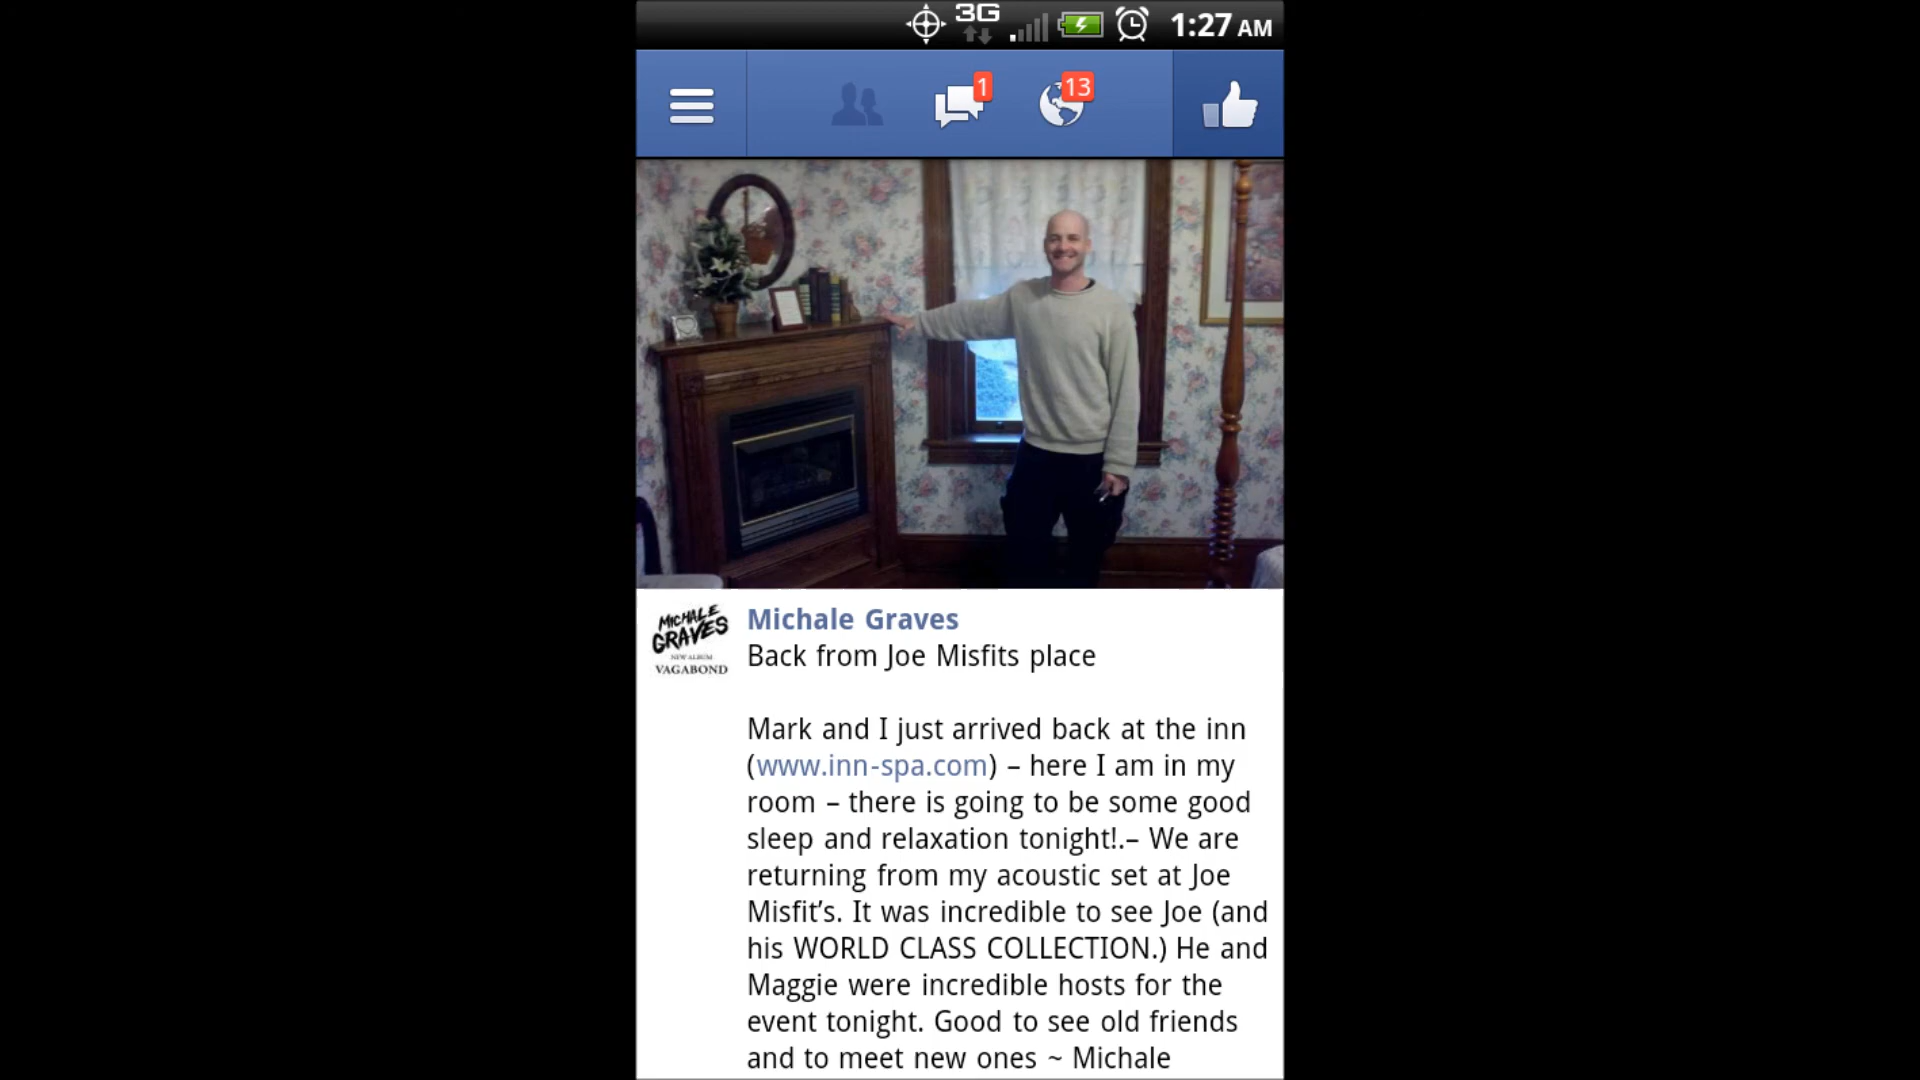 3G
1:27 AM
1
13
MICHALE
GRAVES
NEW ALBUM
VAGABOND
Michale Graves
Back from Joe Misfits place
Mark and I just arrived back at the inn
(www.inn-spa.com) – here I am in my
room – there is going to be some good
sleep and relaxation tonight!.– We are
returning from my acoustic set at Joe
Misfit’s. It was incredible to see Joe (and
his WORLD CLASS COLLECTION.) He and
Maggie were incredible hosts for the
event tonight. Good to see old friends
and to meet new ones ~ Michale